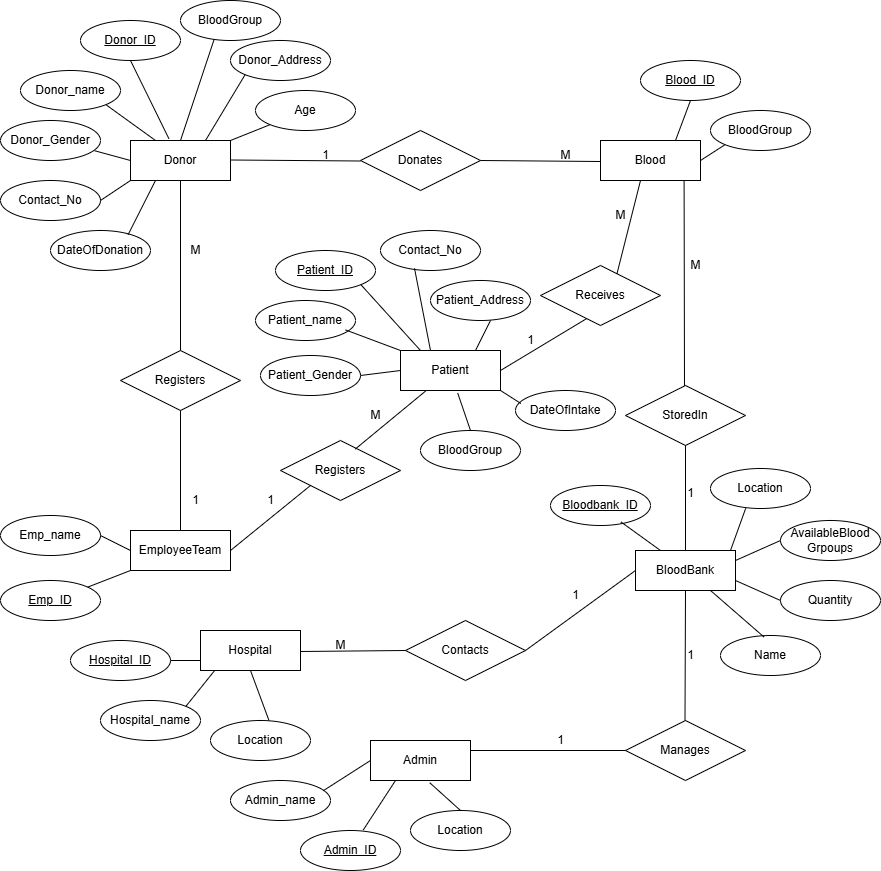 BloodGroup
Donor_ID
Donor_Address
Blood_ID
Donor_name
Age
BloodGroup
Donor_Gender
Donor
1
Donates
M
Blood
Contact_No
M
DateOfDonation
M
Contact_No
Patient_ID
M
Receives
Patient_Address
Patient_name
1
Patient_Gender
Patient
Registers
DateOfIntake
M
StoredIn
BloodGroup
Registers
1
1
1
Location
Bloodbank_ID
Emp_name
AvailableBlood
Grpoups
EmployeeTeam
BloodBank
Emp_ID
1
Quantity
Hospital_ID
Hospital
M
Contacts
1
Name
Hospital_name
Location
1
Admin
Manages
Admin_name
Location
Admin_ID